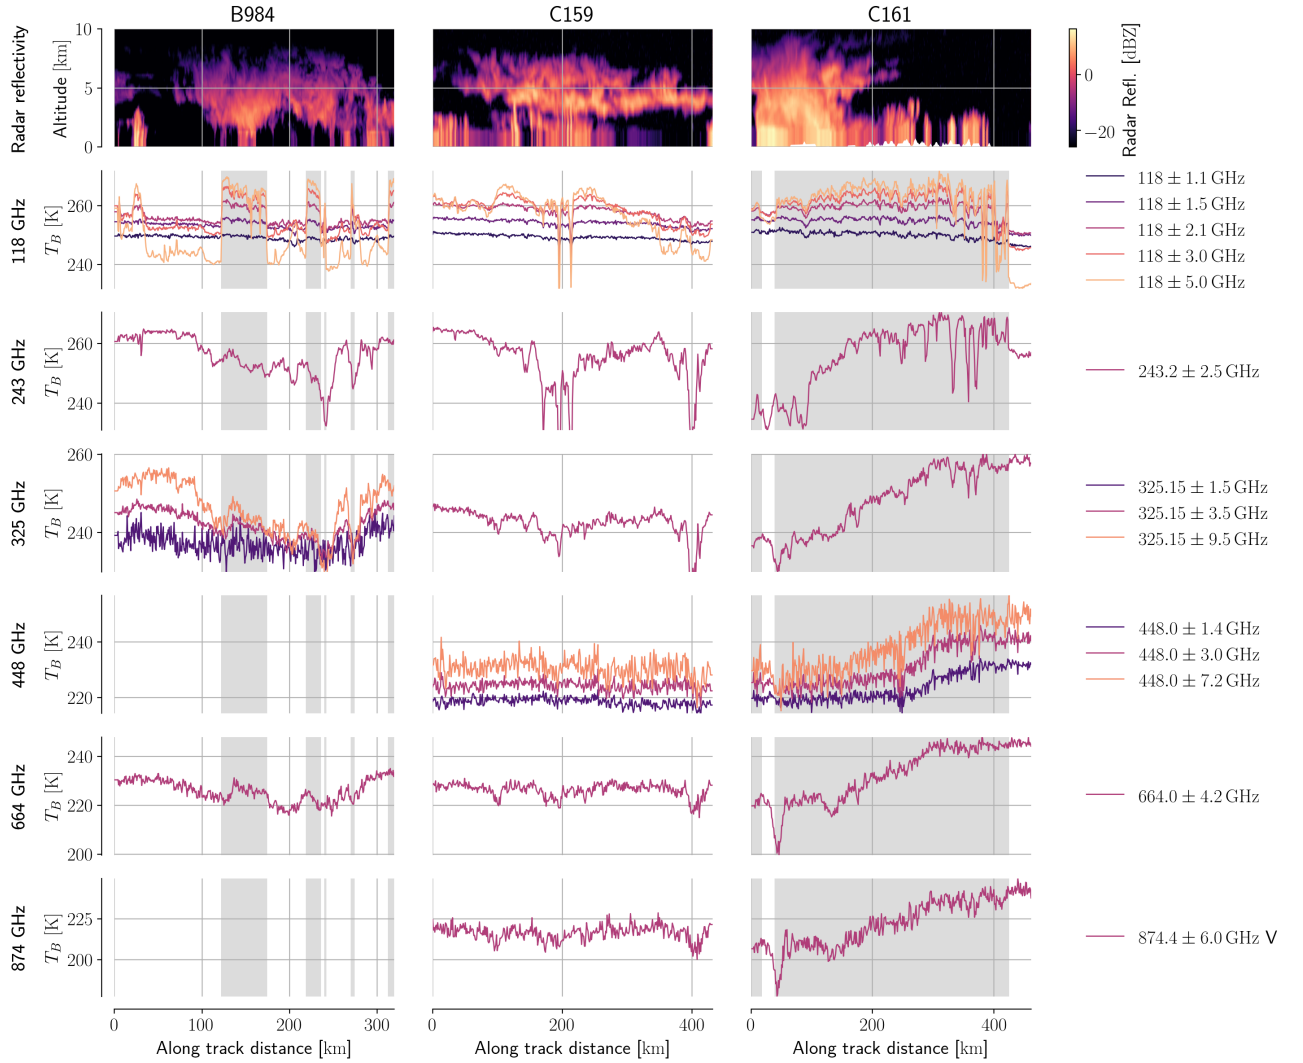 B984
C159
C161
Radar reflectivity
Altitude [km]
10
5
0
0
−20
Radar Refl. [dBZ]
118 GHz
T_B [K]
260
240
118 ± 1.1 GHz
118 ± 1.5 GHz
118 ± 2.1 GHz
118 ± 3.0 GHz
118 ± 5.0 GHz
243 GHz
T_B [K]
260
240
243.2 ± 2.5 GHz
325 GHz
T_B [K]
260
240
325.15 ± 1.5 GHz
325.15 ± 3.5 GHz
325.15 ± 9.5 GHz
448 GHz
T_B [K]
240
220
448.0 ± 1.4 GHz
448.0 ± 3.0 GHz
448.0 ± 7.2 GHz
664 GHz
T_B [K]
240
220
200
664.0 ± 4.2 GHz
874 GHz
T_B [K]
225
200
874.4 ± 6.0 GHz V
0 100 200 300
0 200 400
0 200 400
Along track distance [km]
Along track distance [km]
Along track distance [km]